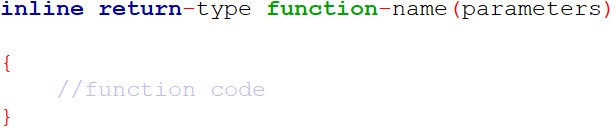 inline return-type function-name(parameters)
{
//function code
}